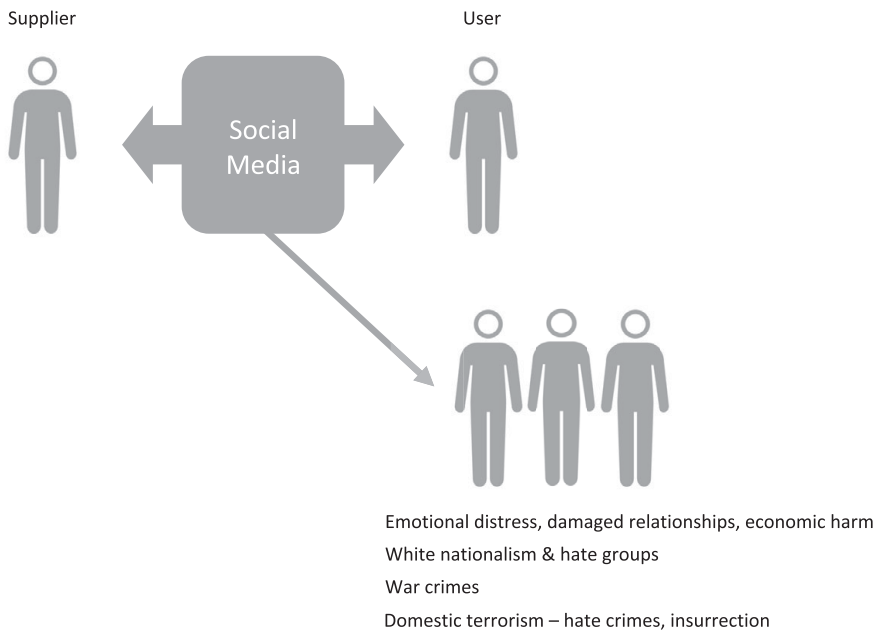 Supplier
User
Social
Media
Emotional distress, damaged relationships, economic harm
White nationalism & hate groups
War crimes
Domestic terrorism – hate crimes, insurrection